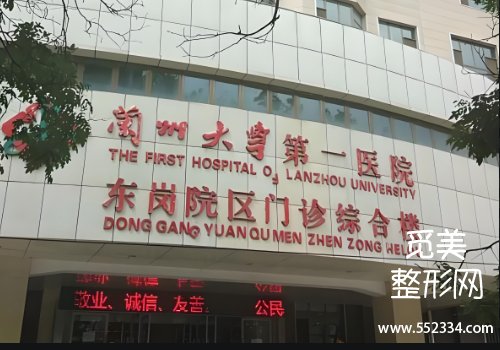 兰州大学第一医院
THE FIRST HOSPITAL OF LANZHOU UNIVERSITY
东岗院区门诊综合楼
DONG GANG YUAN QU MEN ZHEN ZONG HE L
敬业、诚信、友善 公民
觅美
整形网
www.552334.com